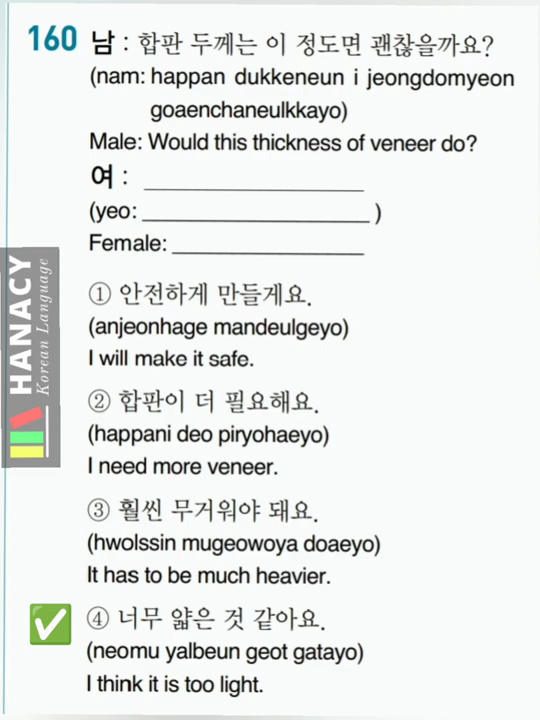 160 남 : 합판 두께는 이 정도면 괜찮을까요?
(nam: happan dukkeneun i jeongdomyeon
goaenchaneulkkayo)
Male: Would this thickness of veneer do?
여 : ____________
(yeo: ____________ )
Female: ____________
HANACY
Korean Language
① 안전하게 만들게요.
(anjeonhage mandeulgeyo)
I will make it safe.
② 합판이 더 필요해요.
(happani deo piryohaeyo)
I need more veneer.
③ 훨씬 무거워야 돼요.
(hwolssin mugeowoya doaeyo)
It has to be much heavier.
④ 너무 얇은 것 같아요.
(neomu yalbeun geot gatayo)
I think it is too light.